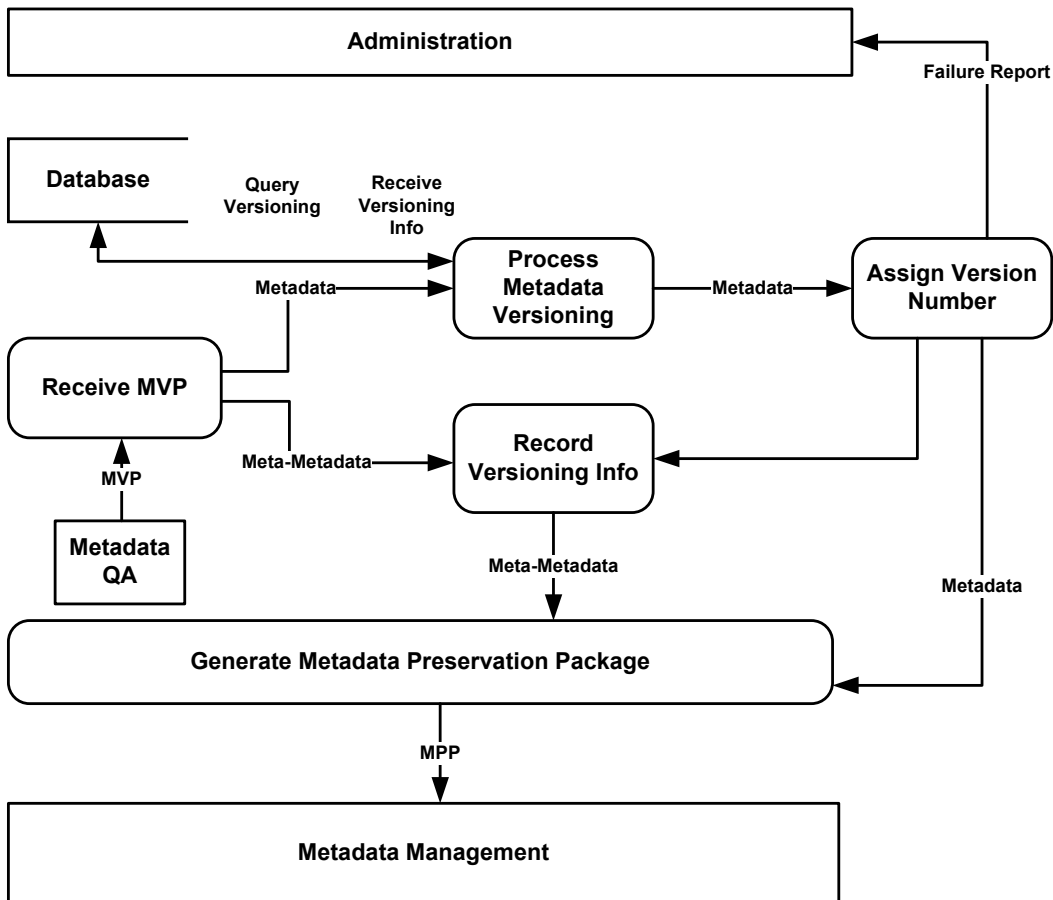 Administration
Failure Report
Database
Query
Versioning
Receive
Versioning
Info
Process
Metadata
Versioning
Assign Version
Number
Metadata
Metadata
Receive MVP
Record
Versioning Info
Meta-Metadata
MVP
Metadata
QA
Meta-Metadata
Metadata
Generate Metadata Preservation Package
MPP
Metadata Management